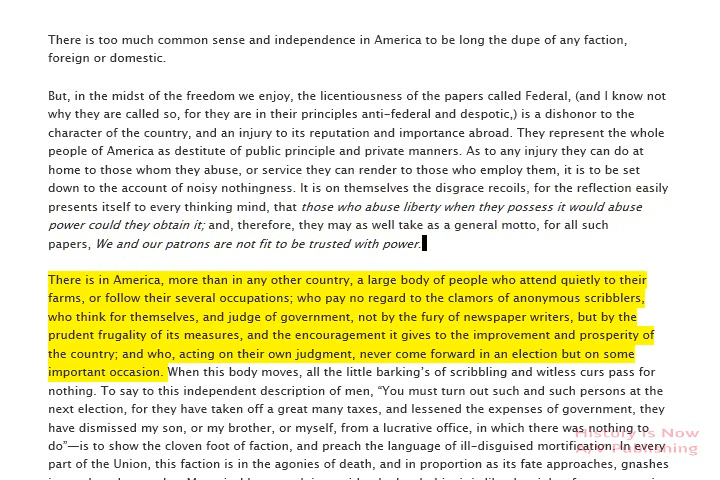 There is too much common sense and independence in America to be long the dupe of any faction,
foreign or domestic.
But, in the midst of the freedom we enjoy, the licentiousness of the papers called Federal, (and I know not
why they are called so, for they are in their principles anti-federal and despotic,) is a dishonor to the
character of the country, and an injury to its reputation and importance abroad. They represent the whole
people of America as destitute of public principle and private manners. As to any injury they can do at
home to those whom they abuse, or service they can render to those who employ them, it is to be set
down to the account of noisy nothingness. It is on themselves the disgrace recoils, for the reflection easily
presents itself to every thinking mind, that those who abuse liberty when they possess it would abuse
power could they obtain it; and, therefore, they may as well take as a general motto, for all such
papers, We and our patrons are not fit to be trusted with power.
There is in America, more than in any other country, a large body of people who attend quietly to their
farms, or follow their several occupations; who pay no regard to the clamors of anonymous scribblers,
who think for themselves, and judge of government, not by the fury of newspaper writers, but by the
prudent frugality of its measures, and the encouragement it gives to the improvement and prosperity of
the country; and who, acting on their own judgment, never come forward in an election but on some
important occasion. When this body moves, all the little barking's of scribbling and witless curs pass for
nothing. To say to this independent description of men, “You must turn out such and such persons at the
next election, for they have taken off a great many taxes, and lessened the expenses of government, they
have dismissed my son, or my brother, or myself, from a lucrative office, in which there was nothing to
do”—is to show the cloven foot of faction, and preach the language of ill-disguised mortification. In every
part of the Union, this faction is in the agonies of death, and in proportion as its fate approaches, gnashes
History Is Now
Ars Publishing